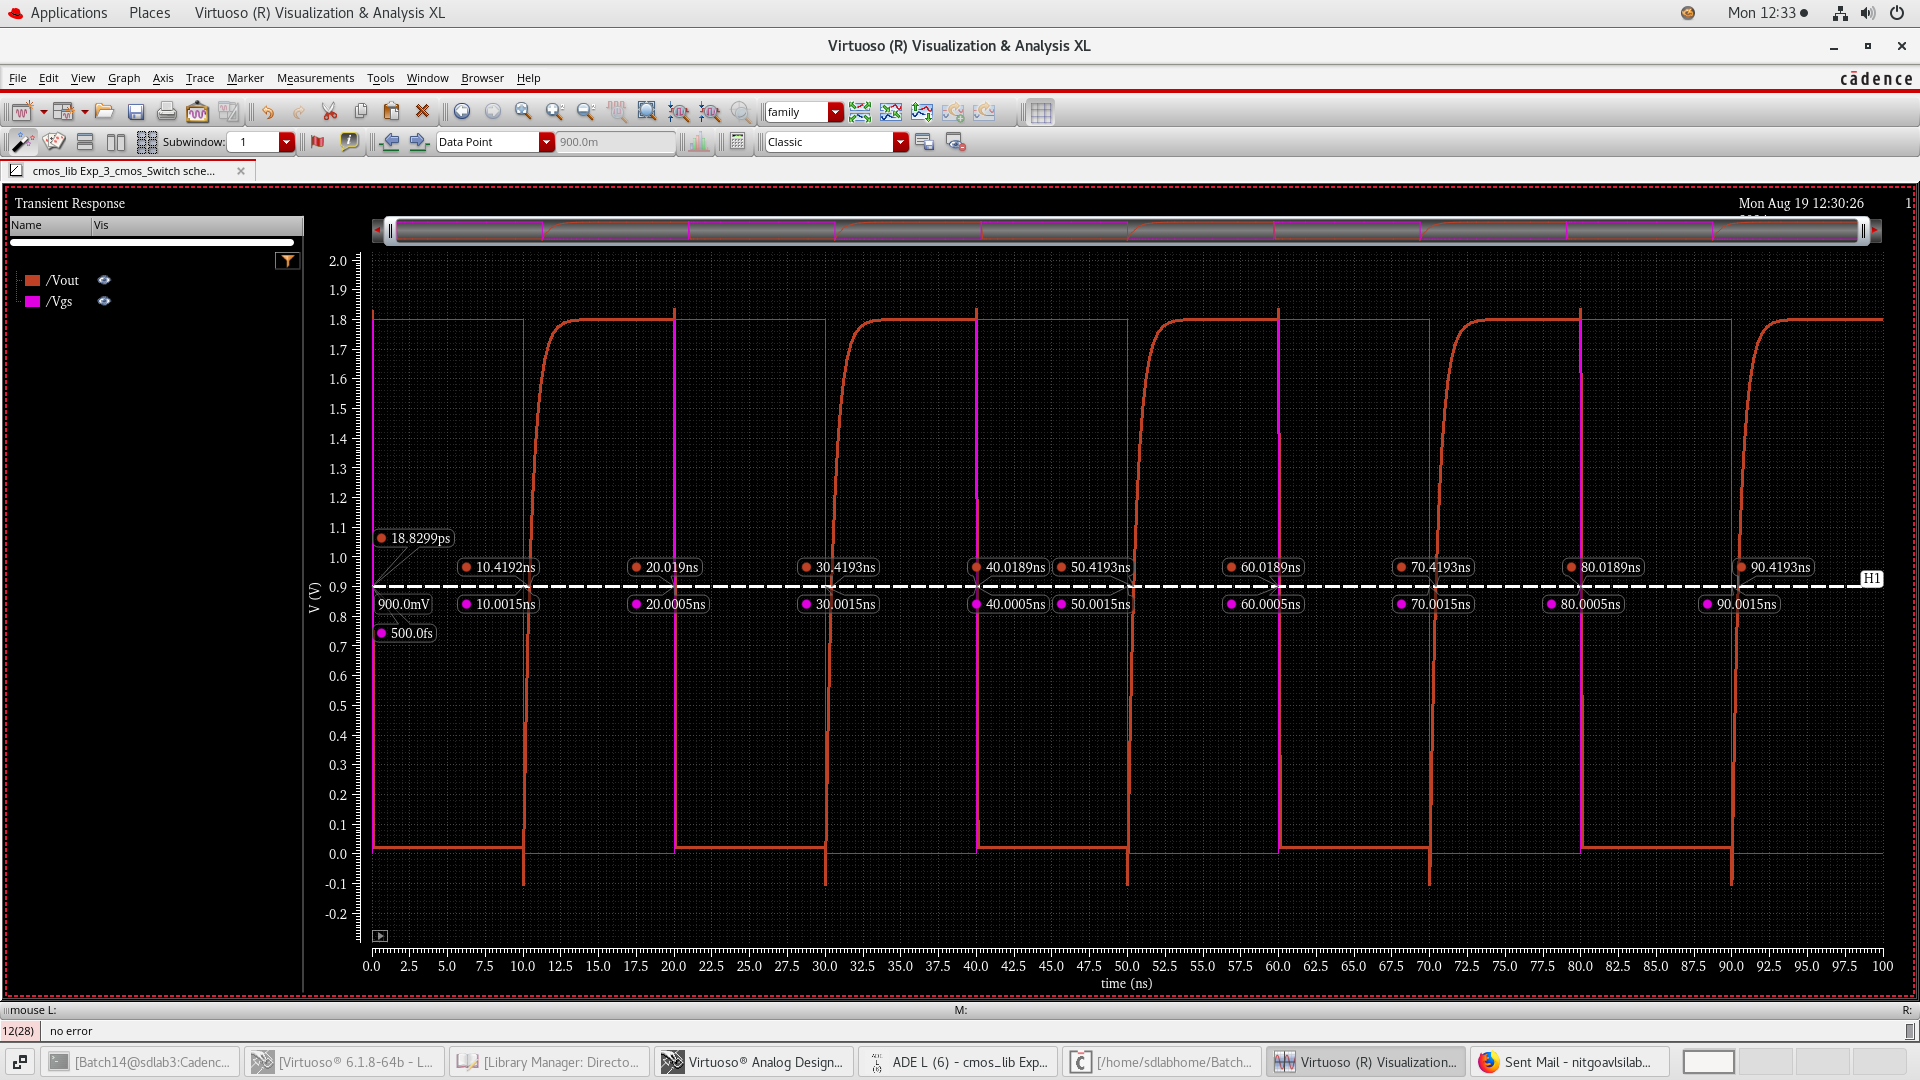 Applications Places Virtuoso (R) Visualization & Analysis XL Mon 12:33
Virtuoso (R) Visualization & Analysis XL
File Edit View Graph Axis Trace Marker Measurements Tools Window Browser Help cādence
family
Subwindow: 1 Data Point 900.0m Classic
cmos_lib Exp_3_cmos_Switch sche...
Transient Response Mon Aug 19 12:30:26 1
Name Vis
/Vout
/Vgs
2.0
1.9
1.8
1.7
1.6
1.5
1.4
1.3
1.2
1.1
1.0
0.9
0.8
0.7
0.6
0.5
0.4
0.3
0.2
0.1
0.0
-0.1
-0.2
V (V)
18.8299ps
10.4192ns 20.019ns 30.4193ns 40.0189ns 50.4193ns 60.0189ns 70.4193ns 80.0189ns 90.4193ns
H1
900.0mV 10.0015ns 20.0005ns 30.0015ns 40.0005ns 50.0015ns 60.0005ns 70.0015ns 80.0005ns 90.0015ns
500.0fs
0.0 2.5 5.0 7.5 10.0 12.5 15.0 17.5 20.0 22.5 25.0 27.5 30.0 32.5 35.0 37.5 40.0 42.5 45.0 47.5 50.0 52.5 55.0 57.5 60.0 62.5 65.0 67.5 70.0 72.5 75.0 77.5 80.0 82.5 85.0 87.5 90.0 92.5 95.0 97.5 100
time (ns)
mouse L: M: R:
12(28) no error
[Batch14@sdlab3:Cadenc... [Virtuoso® 6.1.8-64b - L... [Library Manager: Directo... Virtuoso® Analog Design... ADE L (6) - cmos_lib Exp... [/home/sdlabhome/Batch... Virtuoso (R) Visualization... Sent Mail - nitgoavlsilab...